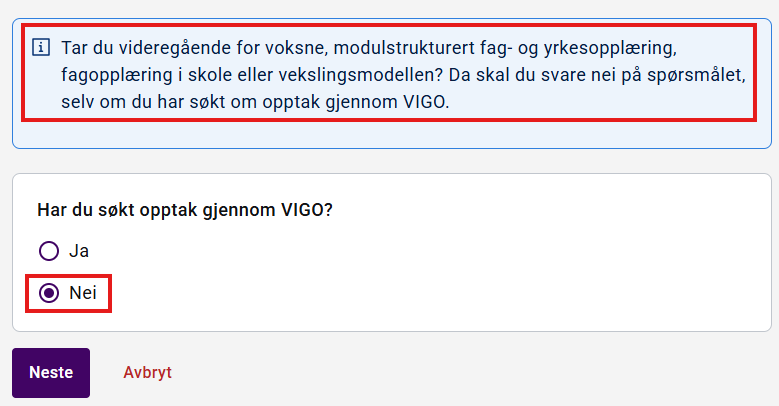 Tar du videregående for voksne, modulstrukturert fag- og yrkesopplæring,
fagopplæring i skole eller vekslingsmodellen? Da skal du svare nei på spørsmålet,
selv om du har søkt om opptak gjennom VIGO.
Har du søkt opptak gjennom VIGO?
Ja
Nei
Neste Avbryt